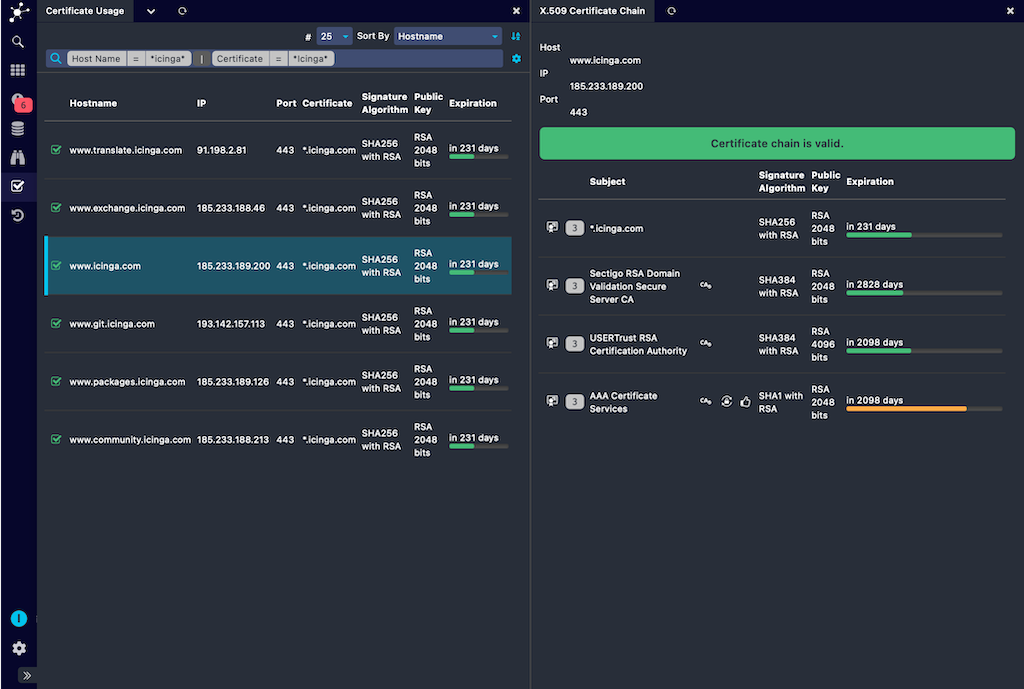 Certificate Usage
# 25 Sort By Hostname
Host Name = *icinga* | Certificate = *Icinga*
Hostname IP Port Certificate Signature Algorithm Public Key Expiration
www.translate.icinga.com 91.198.2.81 443 *.icinga.com SHA256 with RSA RSA 2048 bits in 231 days
www.exchange.icinga.com 185.233.188.46 443 *.icinga.com SHA256 with RSA RSA 2048 bits in 231 days
www.icinga.com 185.233.189.200 443 *.icinga.com SHA256 with RSA RSA 2048 bits in 231 days
www.git.icinga.com 193.142.157.113 443 *.icinga.com SHA256 with RSA RSA 2048 bits in 231 days
www.packages.icinga.com 185.233.189.126 443 *.icinga.com SHA256 with RSA RSA 2048 bits in 231 days
www.community.icinga.com 185.233.188.213 443 *.icinga.com SHA256 with RSA RSA 2048 bits in 231 days
6
I
X.509 Certificate Chain
Host
www.icinga.com
IP
185.233.189.200
Port
443
Certificate chain is valid.
Subject Signature Algorithm Public Key Expiration
3 *.icinga.com SHA256 with RSA RSA 2048 bits in 231 days
3 Sectigo RSA Domain Validation Secure Server CA CA SHA384 with RSA RSA 2048 bits in 2828 days
3 USERTrust RSA Certification Authority CA SHA384 with RSA RSA 4096 bits in 2098 days
3 AAA Certificate Services CA SHA1 with RSA RSA 2048 bits in 2098 days